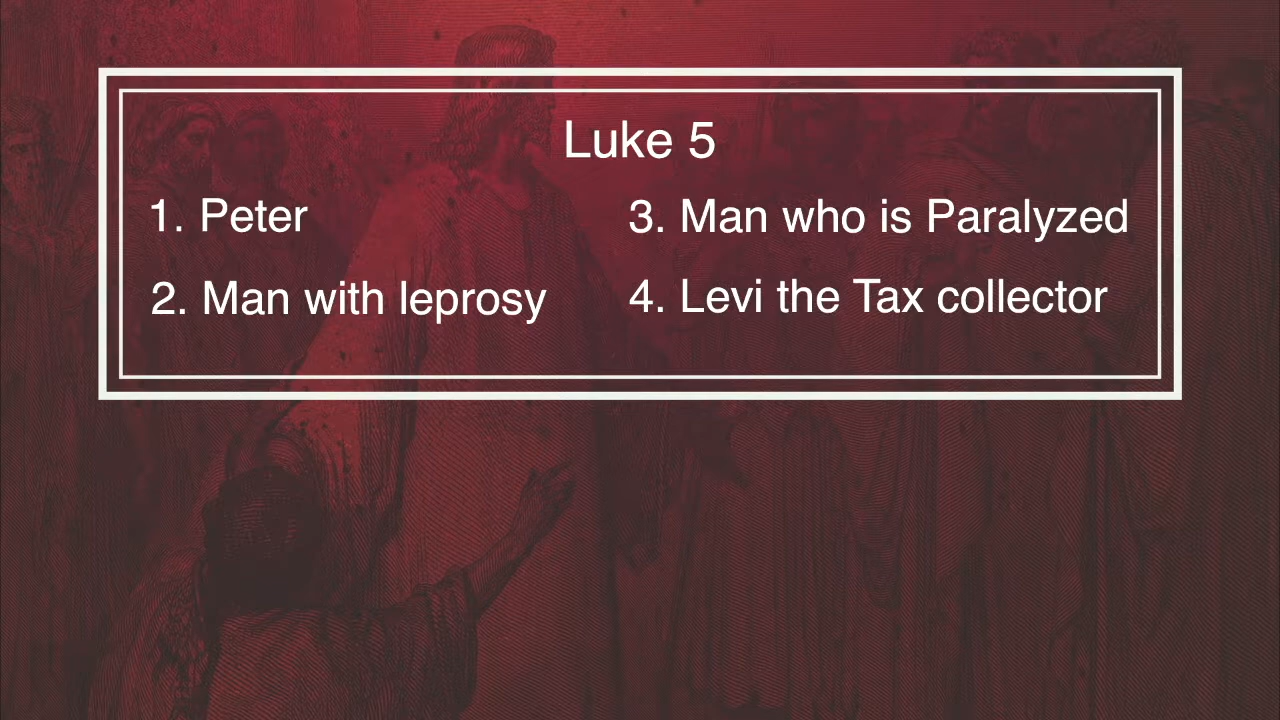 Luke 5
1. Peter
2. Man with leprosy
3. Man who is Paralyzed
4. Levi the Tax collector